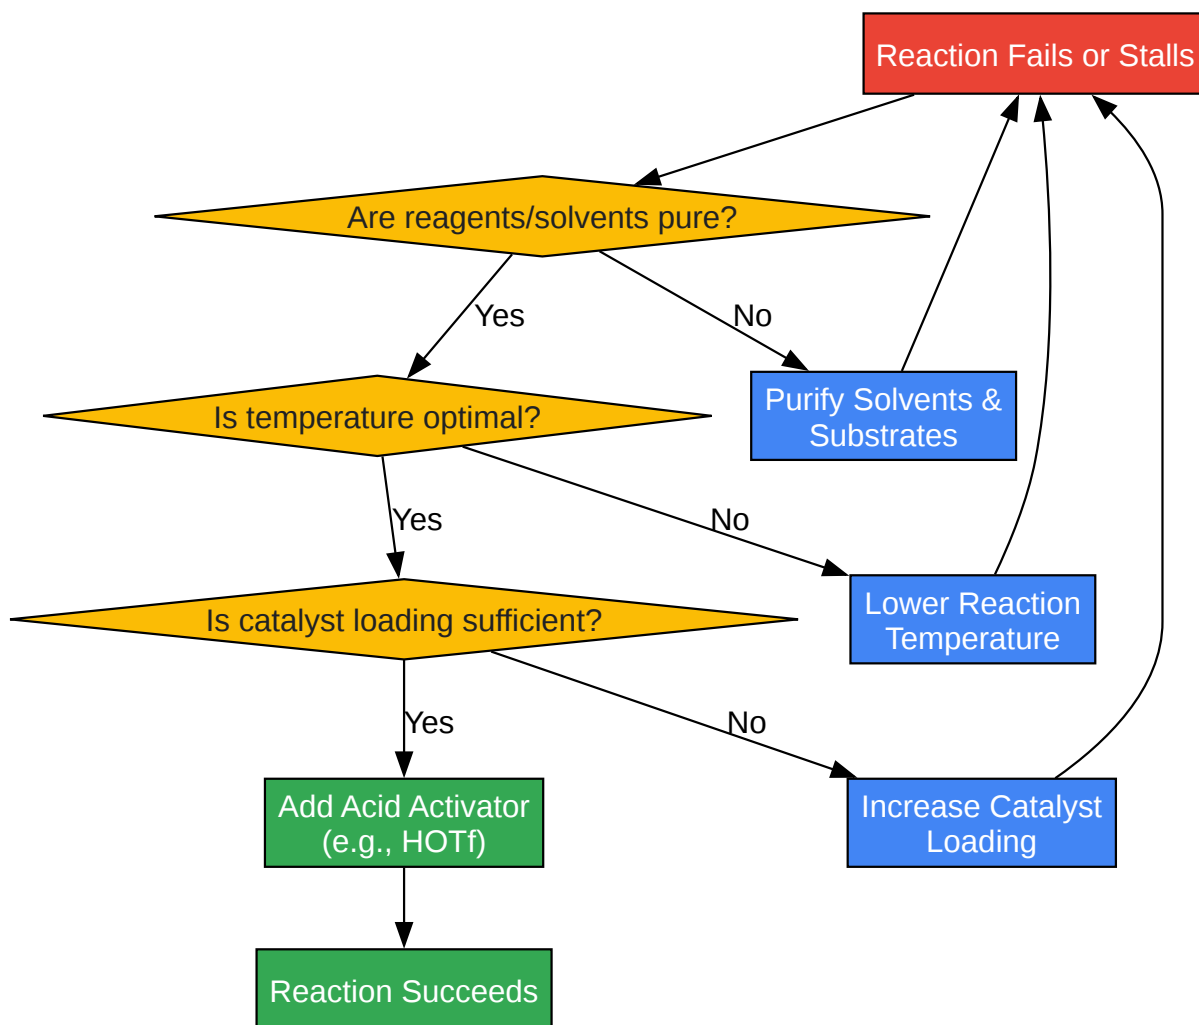 Reaction Fails or Stalls
Are reagents/solvents pure?
Yes
No
Purify Solvents &
Substrates
Is temperature optimal?
Yes
No
Lower Reaction
Temperature
Is catalyst loading sufficient?
Yes
No
Add Acid Activator
(e.g., HOTf)
Increase Catalyst
Loading
Reaction Succeeds